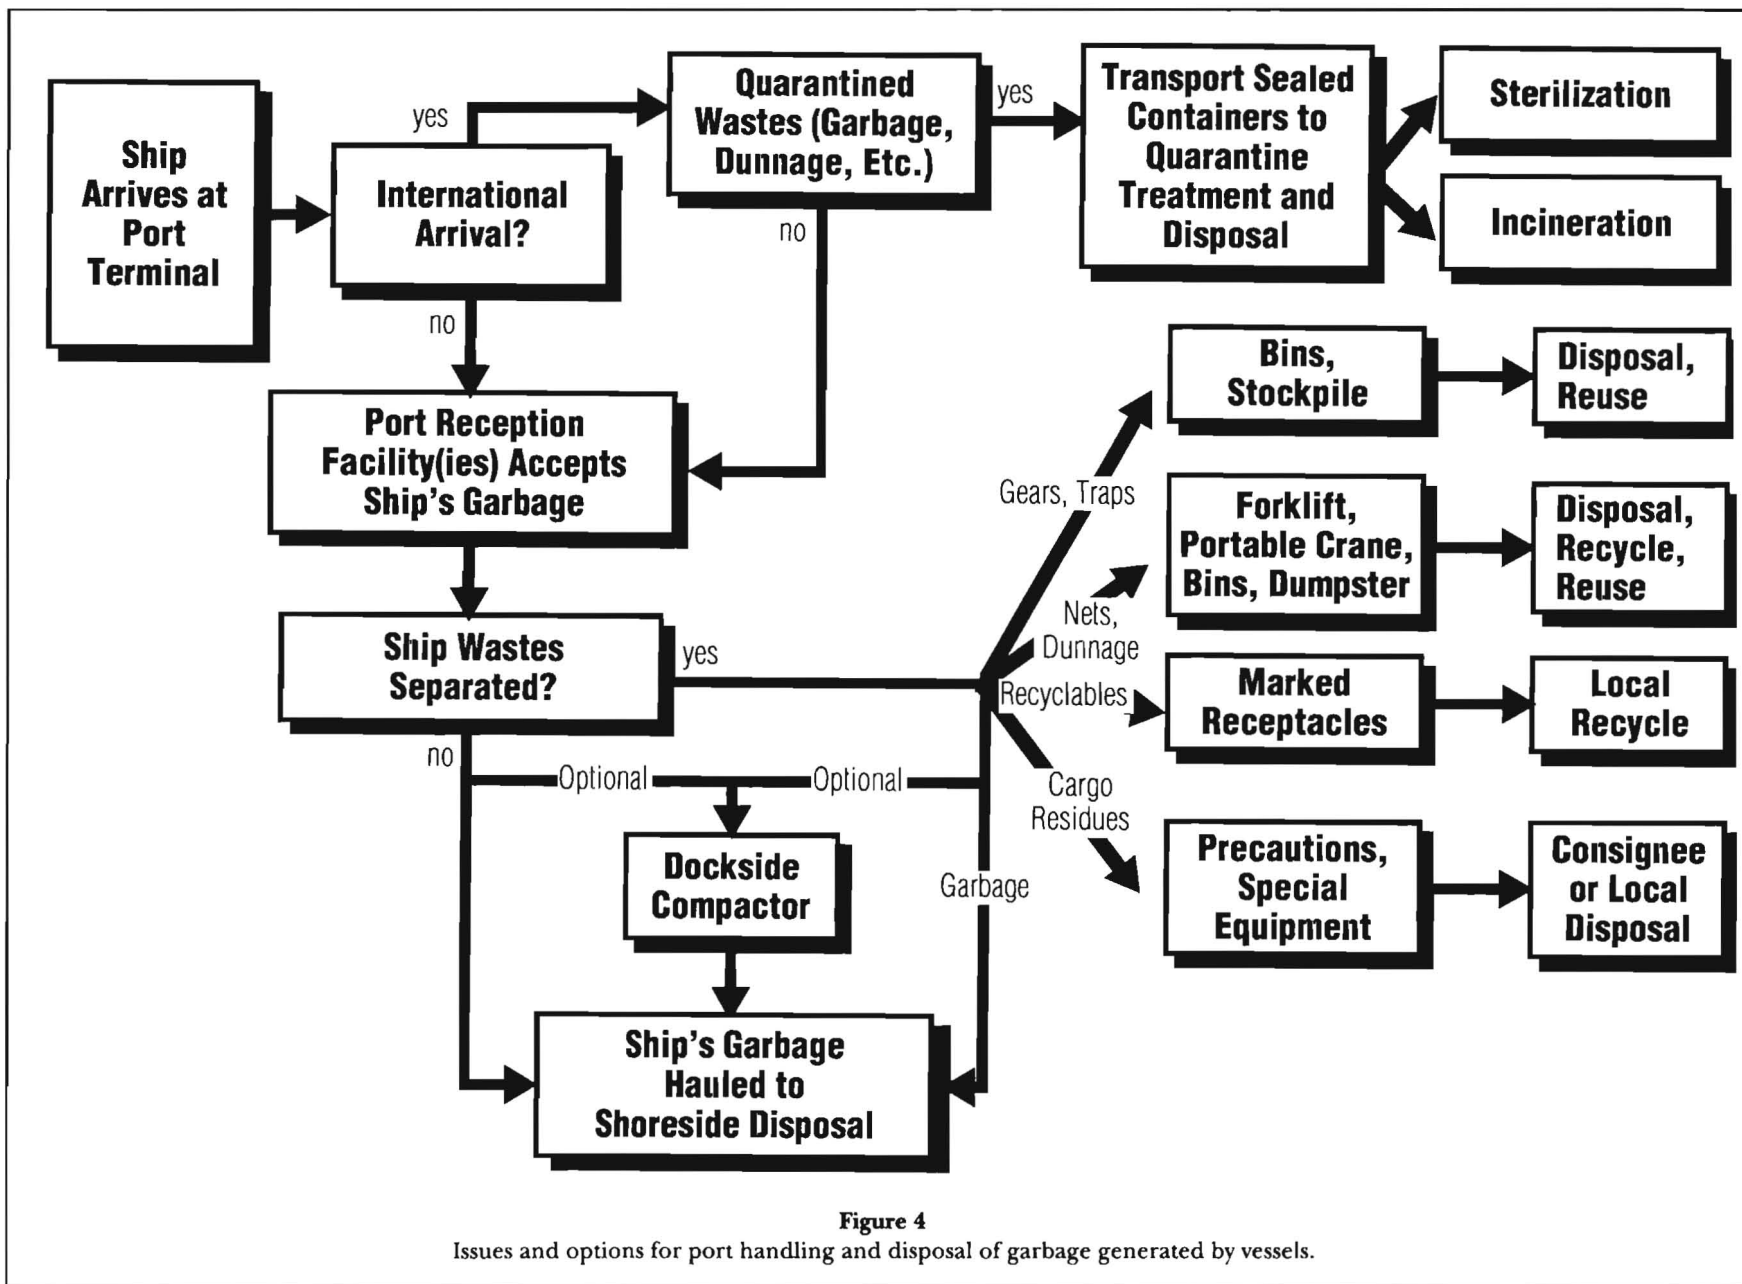 Ship
Arrives at
Port
Terminal
yes
International
Arrival?
no
Quarantined
Wastes (Garbage,
Dunnage, Etc.)
yes
no
Transport Sealed
Containers to
Quarantine
Treatment and
Disposal
Sterilization
Incineration
Port Reception
Facility(ies) Accepts
Ship's Garbage
Ship Wastes
Separated?
yes
no
Optional
Optional
Dockside
Compactor
Garbage
Ship's Garbage
Hauled to
Shoreside Disposal
Gears, Traps
Bins,
Stockpile
Disposal,
Reuse
Nets,
Dunnage
Forklift,
Portable Crane,
Bins, Dumpster
Disposal,
Recycle,
Reuse
Recyclables
Marked
Receptacles
Local
Recycle
Cargo
Residues
Precautions,
Special
Equipment
Consignee
or Local
Disposal
Figure 4
Issues and options for port handling and disposal of garbage generated by vessels.